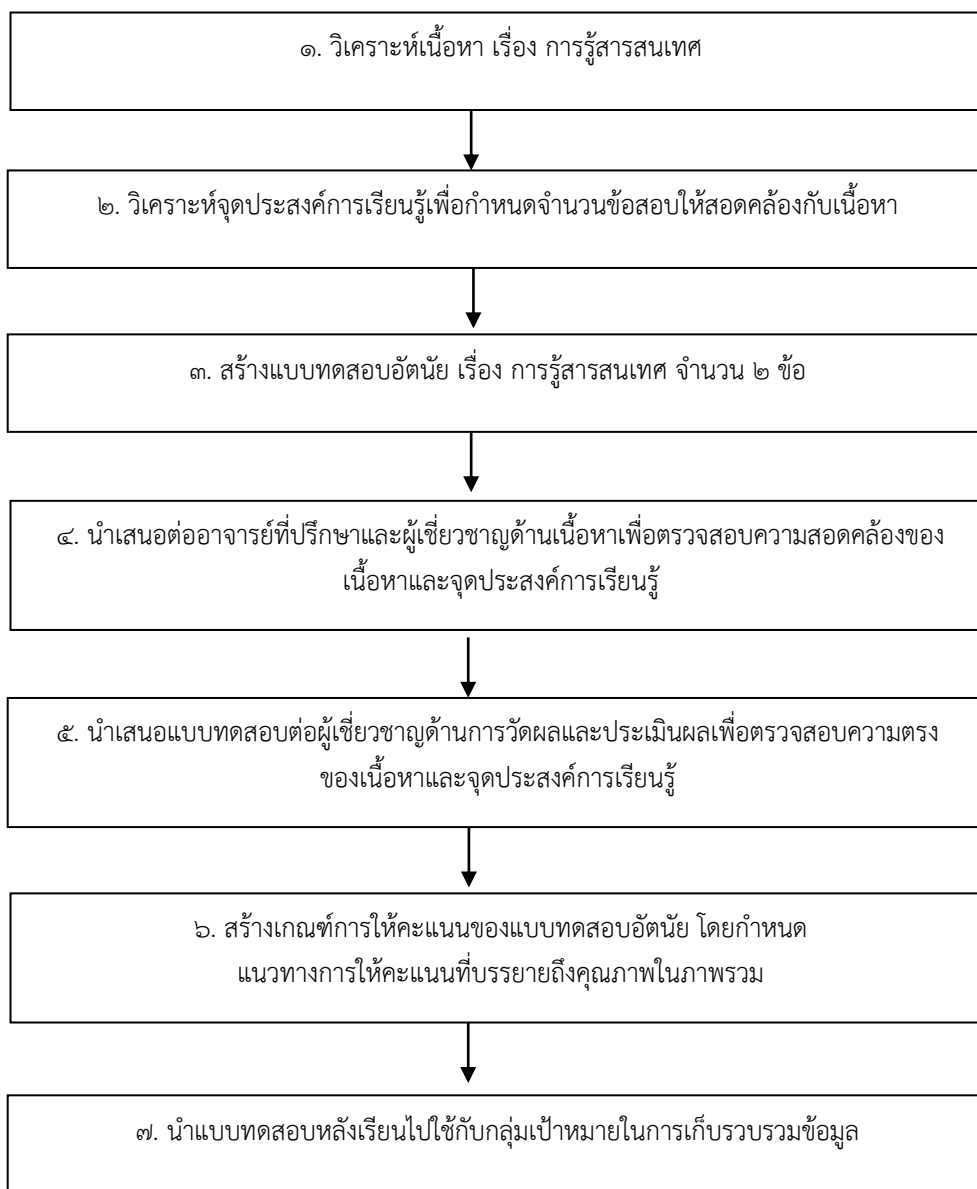 ๑. วิเคราะห์เนื้อหา เรื่อง การรู้สารสนเทศ
๒. วิเคราะห์จุดประสงค์การเรียนรู้เพื่อกำหนดจำนวนข้อสอบให้สอดคล้องกับเนื้อหา
๓. สร้างแบบทดสอบอัตนัย เรื่อง การรู้สารสนเทศ จำนวน ๒ ข้อ
๔. นำเสนอต่ออาจารย์ที่ปรึกษาและผู้เชี่ยวชาญด้านเนื้อหาเพื่อตรวจสอบความสอดคล้องของ
เนื้อหาและจุดประสงค์การเรียนรู้
๕. นำเสนอแบบทดสอบต่อผู้เชี่ยวชาญด้านการวัดผลและประเมินผลเพื่อตรวจสอบความตรง
ของเนื้อหาและจุดประสงค์การเรียนรู้
๖. สร้างเกณฑ์การให้คะแนนของแบบทดสอบอัตนัย โดยกำหนด
แนวทางการให้คะแนนที่บรรยายถึงคุณภาพในภาพรวม
๗. นำแบบทดสอบหลังเรียนไปใช้กับกลุ่มเป้าหมายในการเก็บรวบรวมข้อมูล